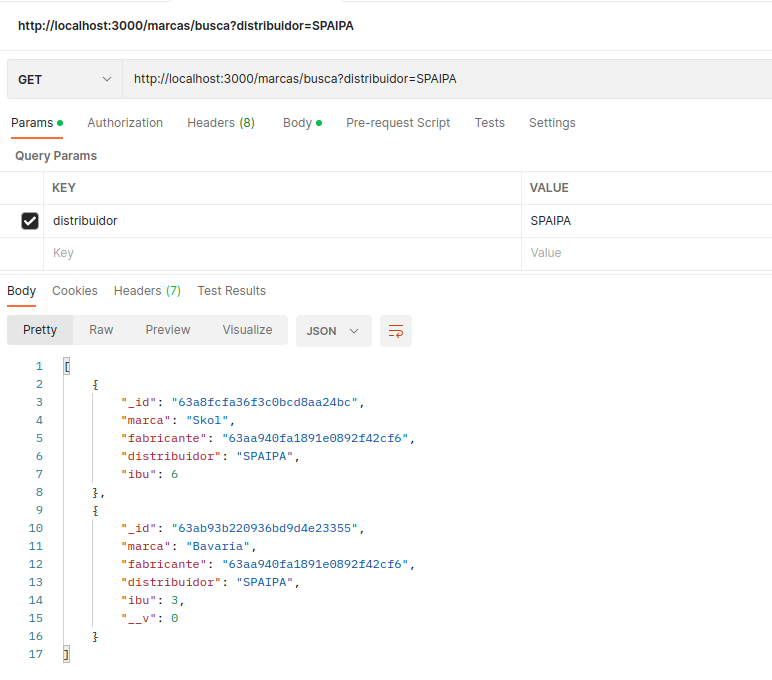 http://localhost:3000/marcas/busca?distribuidor=SPAIPA
GET http://localhost:3000/marcas/busca?distribuidor=SPAIPA
Params Authorization Headers (8) Body Pre-request Script Tests Settings
Query Params
KEY VALUE
distribuidor SPAIPA
Key Value
Body Cookies Headers (7) Test Results
Pretty Raw Preview Visualize JSON
1 [
2 {
3 "_id": "63a8fcfa36f3c0bcd8aa24bc",
4 "marca": "Skol",
5 "fabricante": "63aa940fa1891e0892f42cf6",
6 "distribuidor": "SPAIPA",
7 "ibu": 6
8 },
9 {
10 "_id": "63ab93b220936bd9d4e23355",
11 "marca": "Bavaria",
12 "fabricante": "63aa940fa1891e0892f42cf6",
13 "distribuidor": "SPAIPA",
14 "ibu": 3,
15 "__v": 0
16 }
17 ]